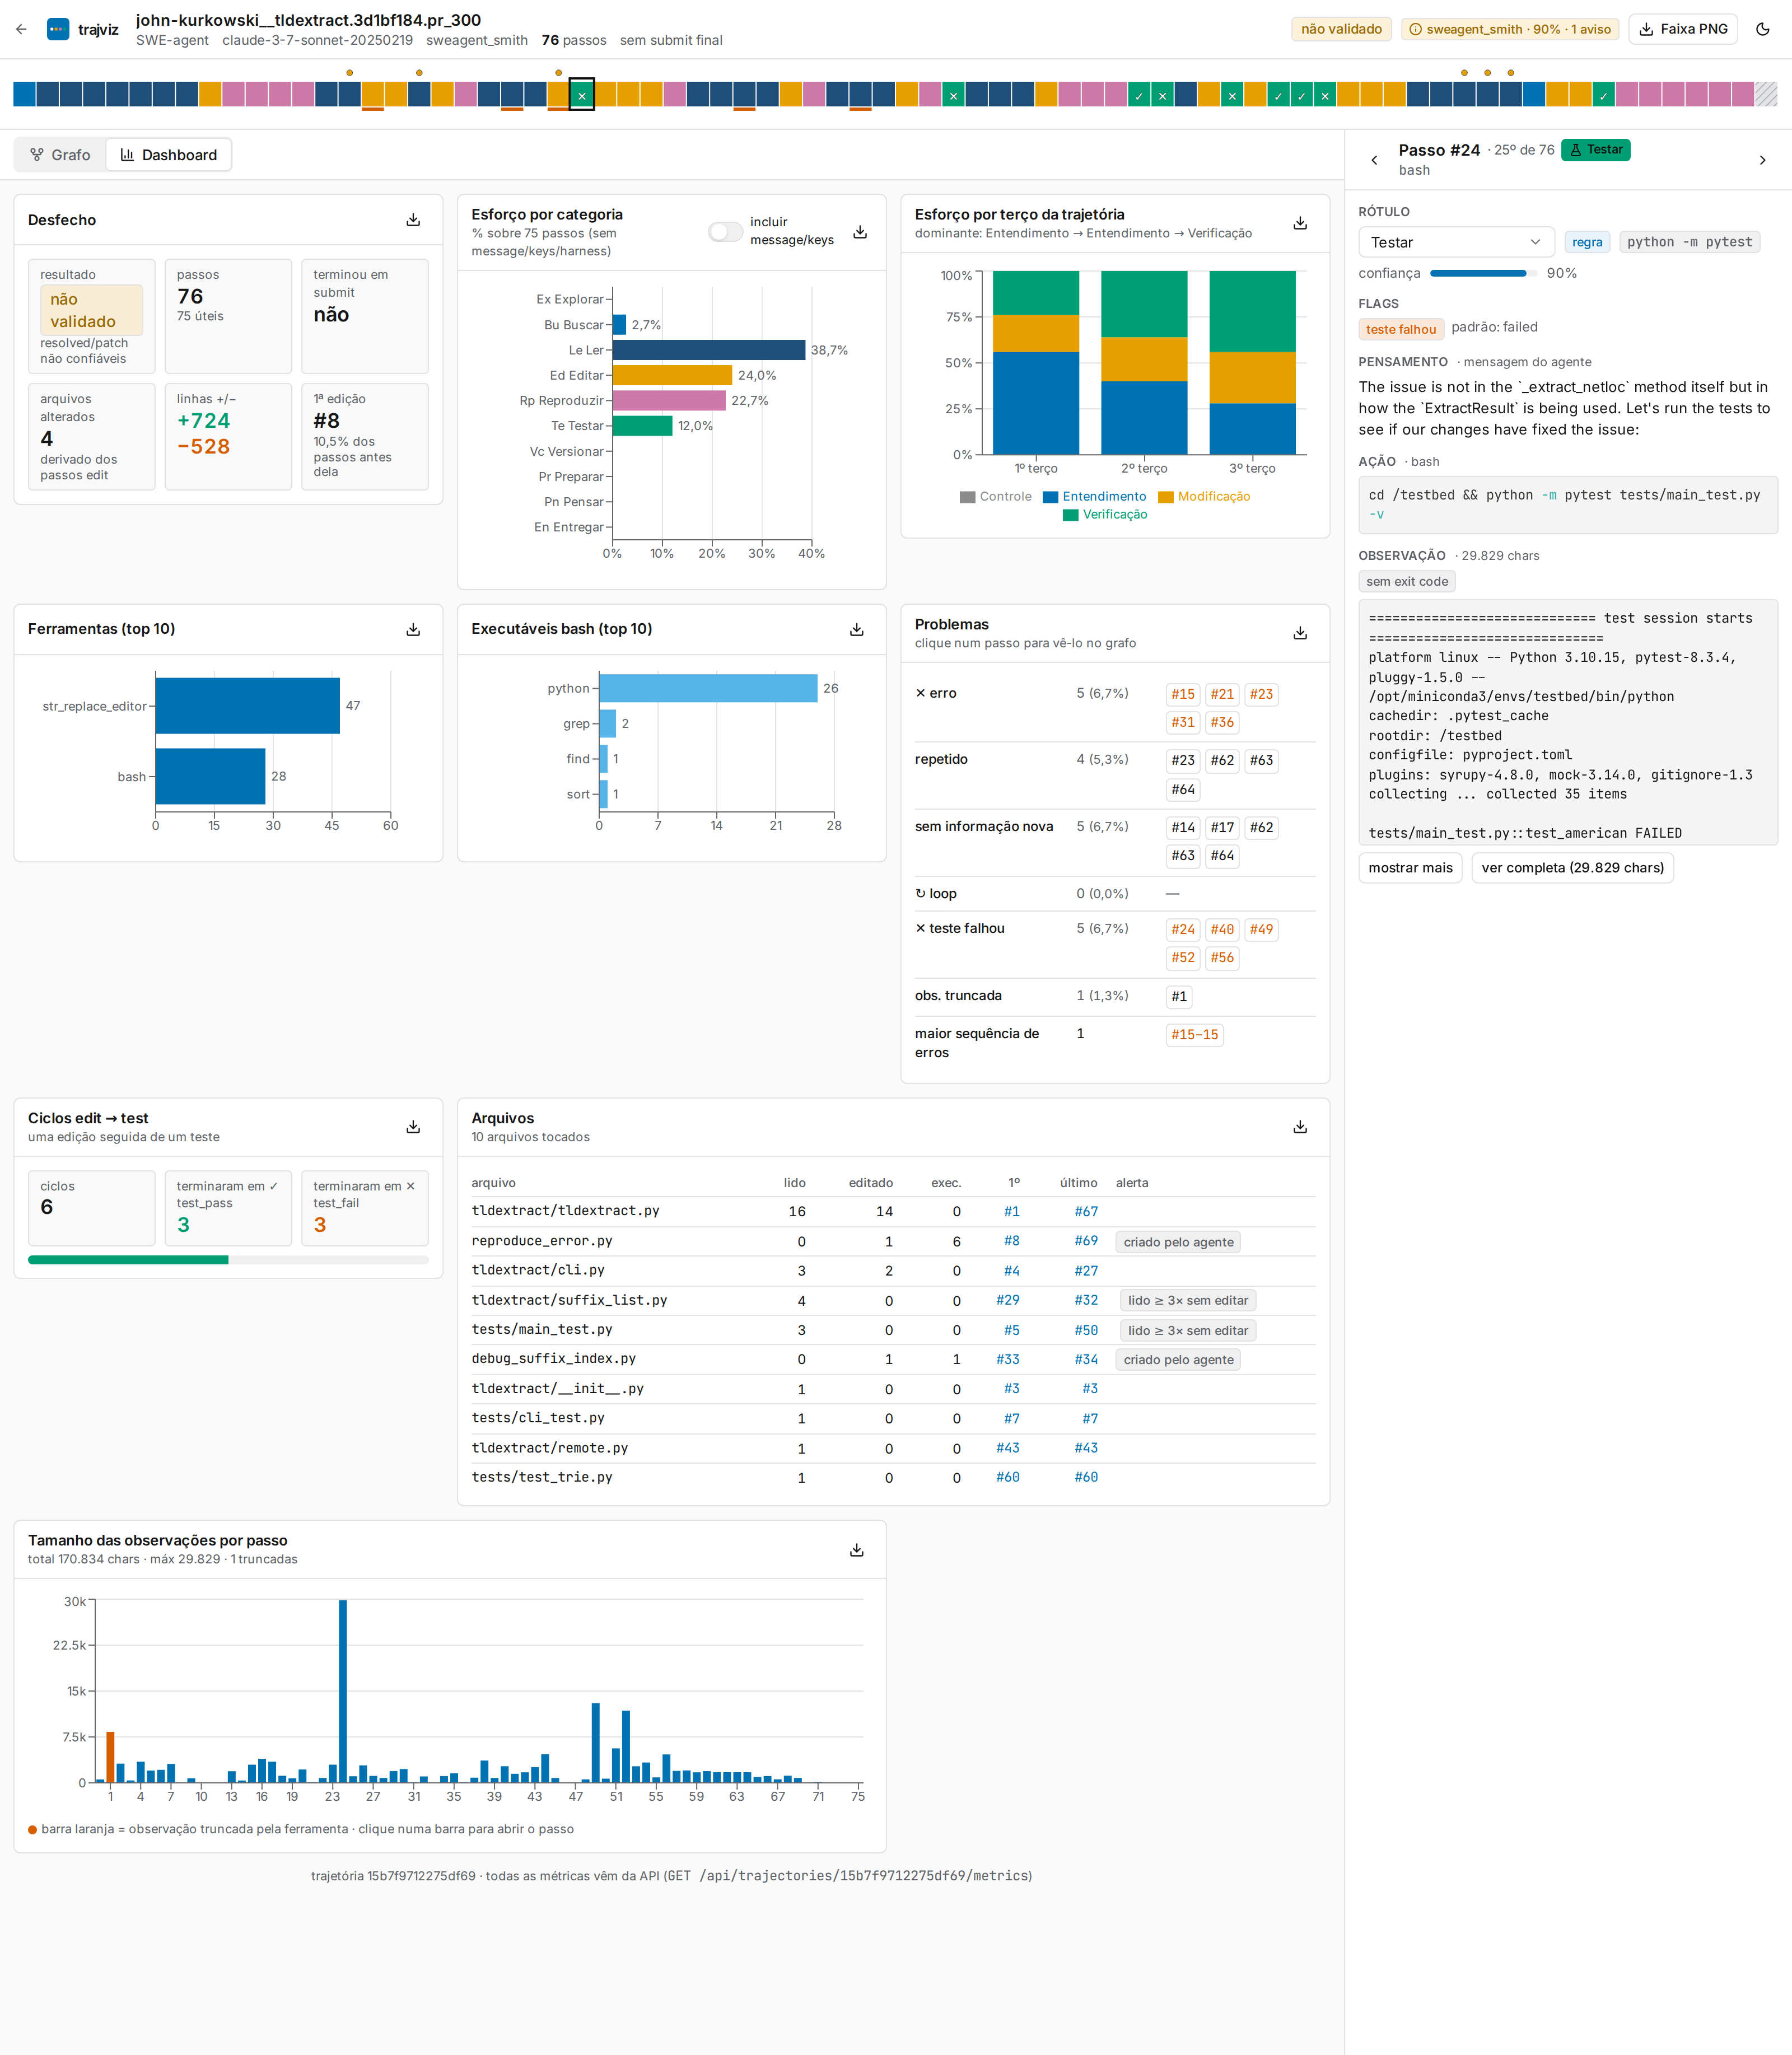 trajviz
john-kurkowski__tldextract.3d1bf184.pr_300
SWE-agent claude-3-7-sonnet-20250219 sweagent_smith 76 passos sem submit final
não validado
sweagent_smith · 90% · 1 aviso
Faixa PNG
Grafo
Dashboard
Desfecho
resultado
não
validado
resolved/patch
não confiáveis
passos
76
75 úteis
terminou em
submit
não
arquivos
alterados
4
derivado dos
passos edit
linhas +/−
+724
−528
1ª edição
#8
10,5% dos
passos antes
dela
Esforço por categoria
% sobre 75 passos (sem
message/keys/harness)
incluir
message/keys
Ex Explorar
Bu Buscar 2,7%
Le Ler 38,7%
Ed Editar 24,0%
Rp Reproduzir 22,7%
Te Testar 12,0%
Vc Versionar
Pr Preparar
Pn Pensar
En Entregar
0% 10% 20% 30% 40%
Esforço por terço da trajetória
dominante: Entendimento → Entendimento → Verificação
100%
75%
50%
25%
0%
1º terço 2º terço 3º terço
Controle Entendimento Modificação
Verificação
Ferramentas (top 10)
str_replace_editor 47
bash 28
0 15 30 45 60
Executáveis bash (top 10)
python 26
grep 2
find 1
sort 1
0 7 14 21 28
Problemas
clique num passo para vê-lo no grafo
✕ erro 5 (6,7%) #15 #21 #23
#31 #36
repetido 4 (5,3%) #23 #62 #63
#64
sem informação nova 5 (6,7%) #14 #17 #62
#63 #64
↻ loop 0 (0,0%) —
✕ teste falhou 5 (6,7%) #24 #40 #49
#52 #56
obs. truncada 1 (1,3%) #1
maior sequência de 1 #15–15
erros
Ciclos edit → test
uma edição seguida de um teste
ciclos
6
terminaram em ✓
test_pass
3
terminaram em ✕
test_fail
3
Arquivos
10 arquivos tocados
arquivo lido editado exec. 1º último alerta
tldextract/tldextract.py 16 14 0 #1 #67
reproduce_error.py 0 1 6 #8 #69 criado pelo agente
tldextract/cli.py 3 2 0 #4 #27
tldextract/suffix_list.py 4 0 0 #29 #32 lido ≥ 3× sem editar
tests/main_test.py 3 0 0 #5 #50 lido ≥ 3× sem editar
debug_suffix_index.py 0 1 1 #33 #34 criado pelo agente
tldextract/__init__.py 1 0 0 #3 #3
tests/cli_test.py 1 0 0 #7 #7
tldextract/remote.py 1 0 0 #43 #43
tests/test_trie.py 1 0 0 #60 #60
Tamanho das observações por passo
total 170.834 chars · máx 29.829 · 1 truncadas
30k
22.5k
15k
7.5k
0
1 4 7 10 13 16 19 23 27 31 35 39 43 47 51 55 59 63 67 71 75
barra laranja = observação truncada pela ferramenta · clique numa barra para abrir o passo
trajetória 15b7f9712275df69 · todas as métricas vêm da API (GET /api/trajectories/15b7f9712275df69/metrics)
Passo #24 · 25º de 76 Testar
bash
RÓTULO
Testar regra python -m pytest
confiança 90%
FLAGS
teste falhou padrão: failed
PENSAMENTO · mensagem do agente
The issue is not in the `_extract_netloc` method itself but in
how the `ExtractResult` is being used. Let's run the tests to
see if our changes have fixed the issue:
AÇÃO · bash
cd /testbed && python -m pytest tests/main_test.py
-v
OBSERVAÇÃO · 29.829 chars
sem exit code
============================= test session starts
==============================
platform linux -- Python 3.10.15, pytest-8.3.4,
pluggy-1.5.0 --
/opt/miniconda3/envs/testbed/bin/python
cachedir: .pytest_cache
rootdir: /testbed
configfile: pyproject.toml
plugins: syrupy-4.8.0, mock-3.14.0, gitignore-1.3
collecting ... collected 35 items
tests/main_test.py::test_american FAILED
mostrar mais
ver completa (29.829 chars)